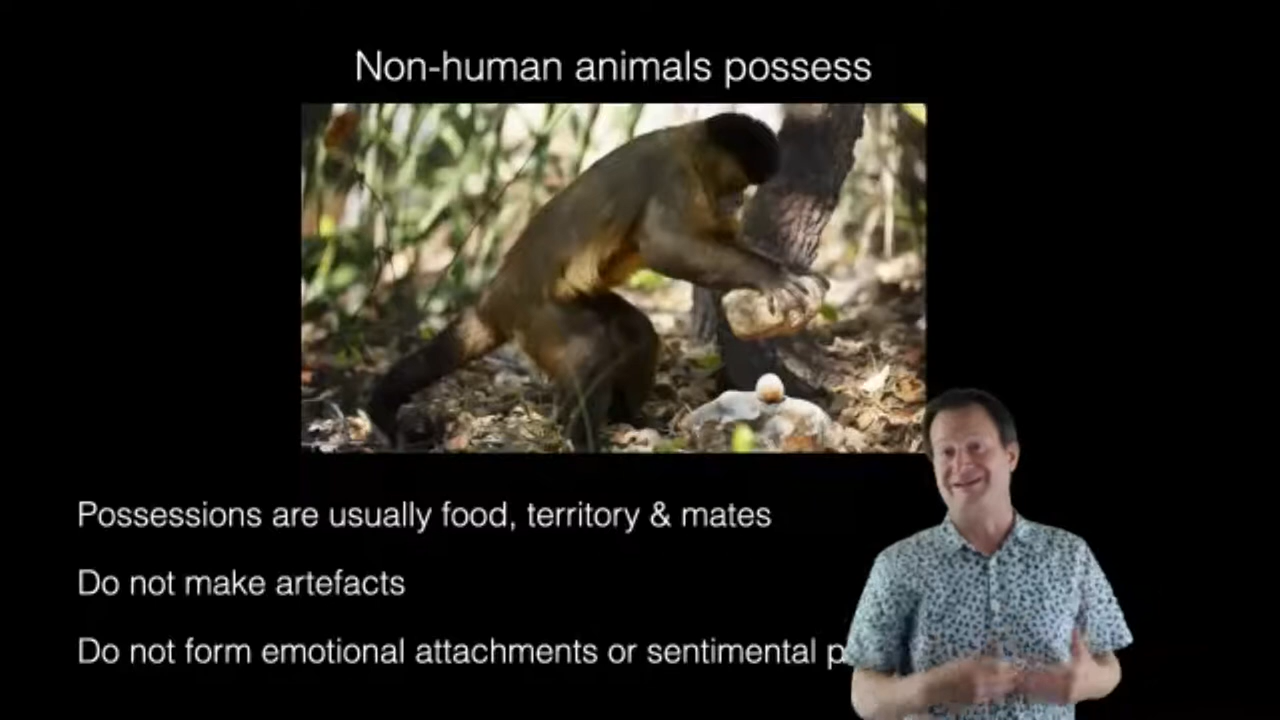 Non-human animals possess
Possessions are usually food, territory & mates
Do not make artefacts
Do not form emotional attachments or sentimental